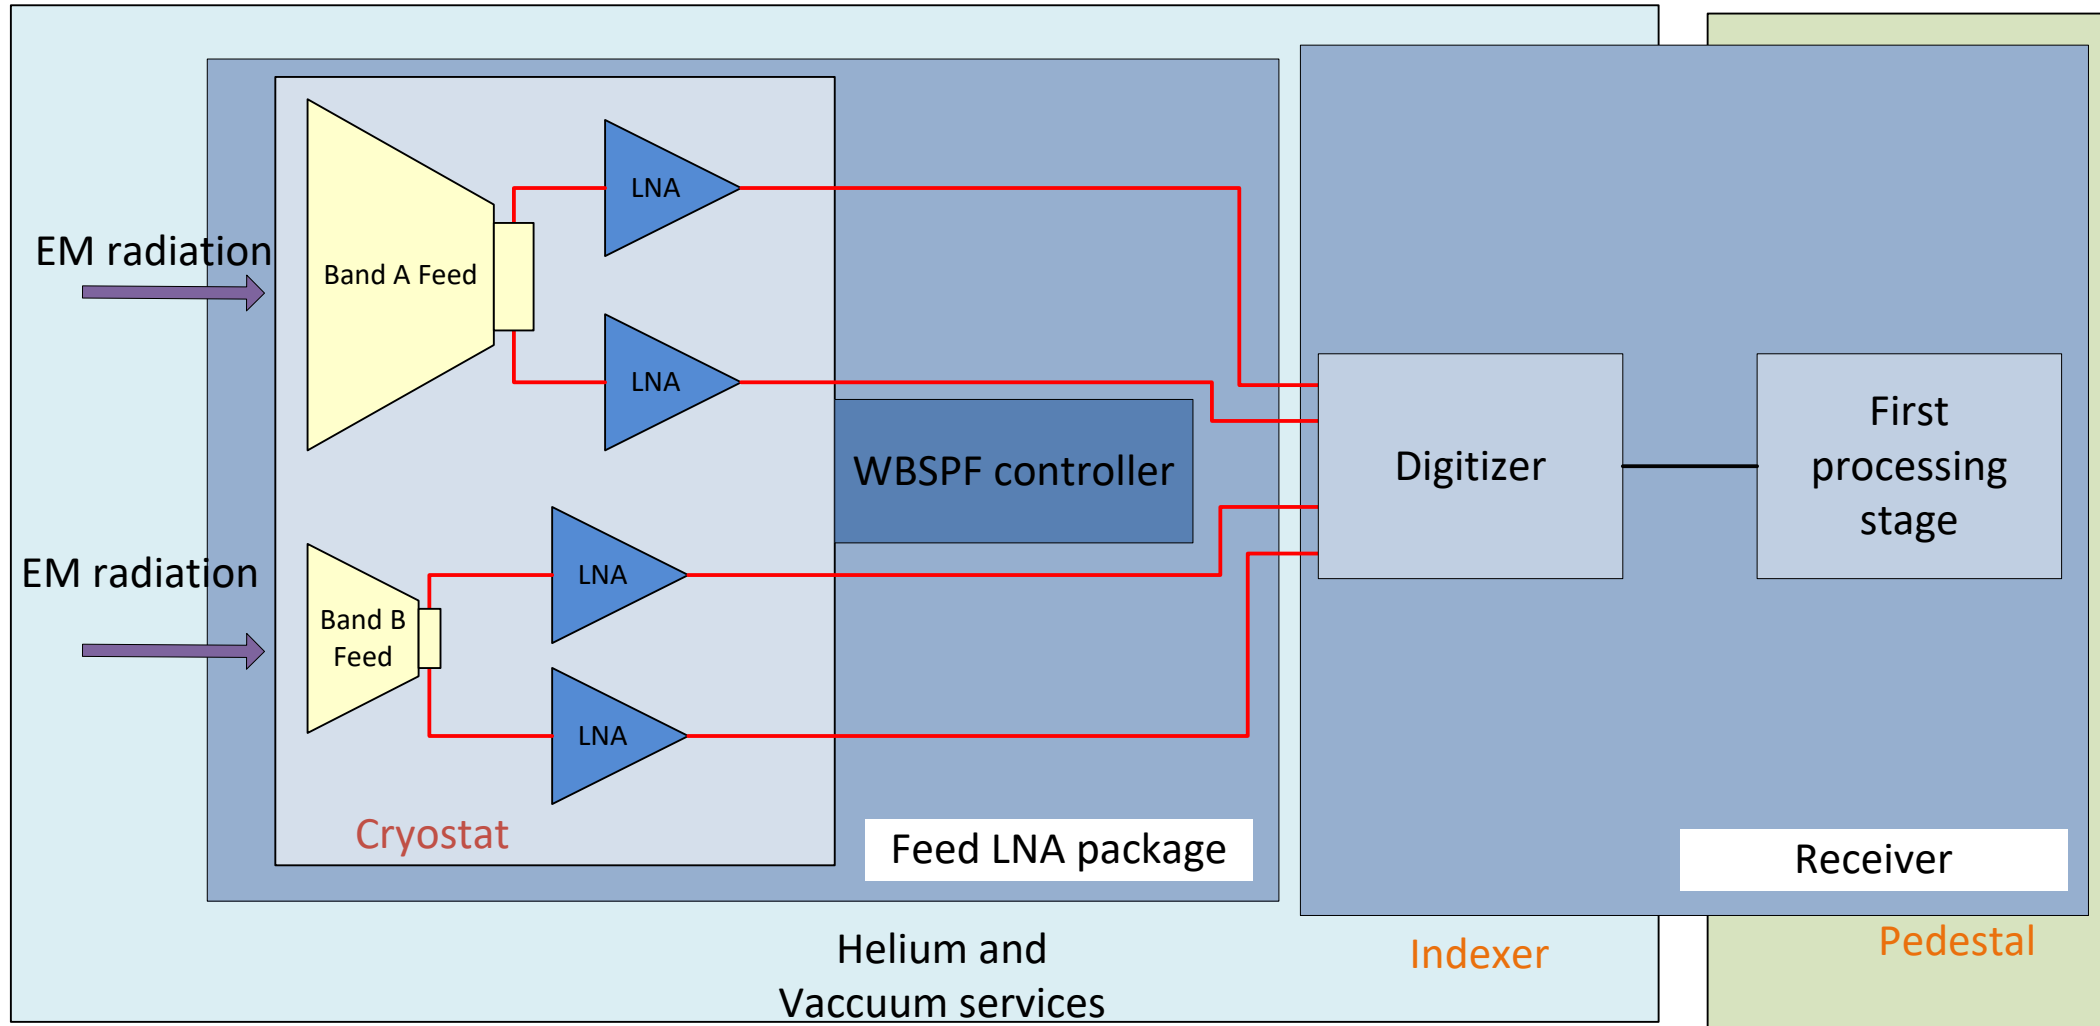 EM radiation
Band A Feed
LNA
LNA
EM radiation
Band B
Feed
LNA
LNA
Cryostat
WBSPF controller
Feed LNA package
Digitizer
First
processing
stage
Receiver
Helium and
Vaccuum services
Indexer
Pedestal